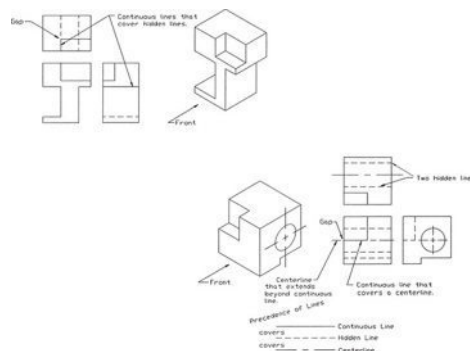 Gap
Continuous lines that
cover hidden lines.
Front
Two hidden line
Gap
Centerline
that extends
beyond continuous
line.
Continuous line that
covers a centerline.
Front
Precedence of Lines
Continuous Line
covers
Hidden Line
covers
Centerline